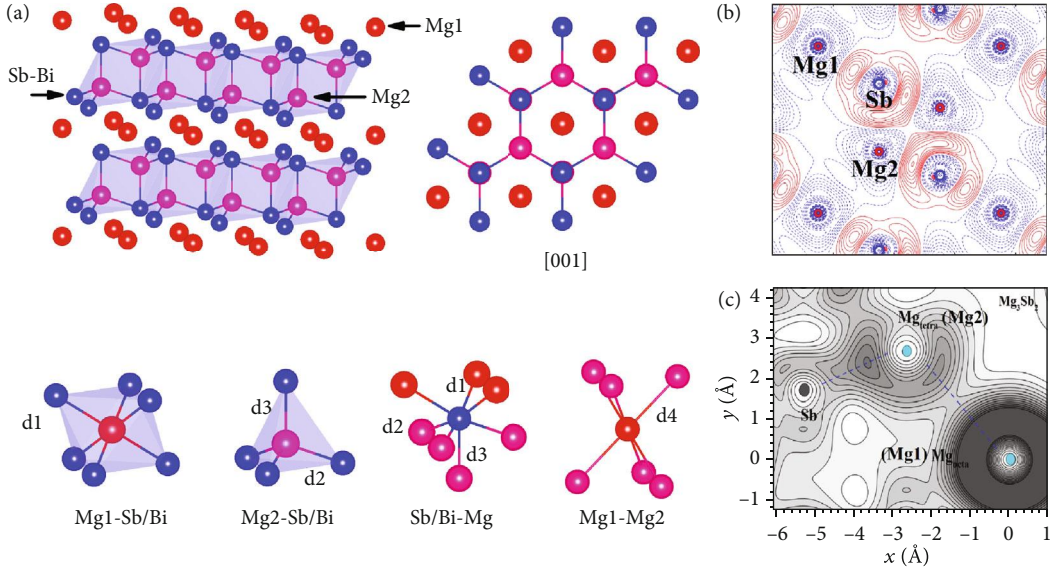 (a)
Mg1
Sb-Bi
Mg2
[001]
d1
Mg1-Sb/Bi
d3
d2
Mg2-Sb/Bi
d1
d2
d3
Sb/Bi-Mg
d4
Mg1-Mg2
(b)
Mg1
Sb
Mg2
(c)
4
3
2
1
0
−1
y (Å)
Mg₃Sb₂
Mg_tetra (Mg2)
Sb
(Mg1) Mg_octa
−6 −5 −4 −3 −2 −1 0 1
x (Å)